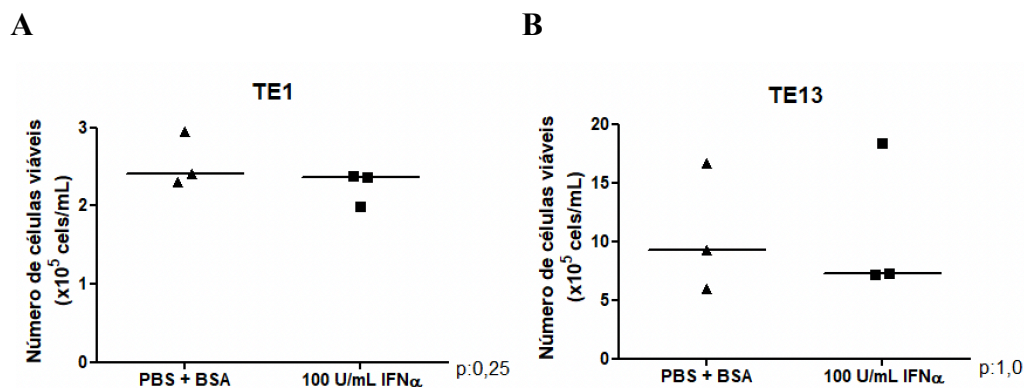 A
B
TE1
TE13
Número de células viáveis
(x10⁵ cels/mL)
3
2
1
0
PBS + BSA
100 U/mL IFNα
p:0,25
Número de células viáveis
(x10⁵ cels/mL)
20
15
10
5
0
PBS + BSA
100 U/mL IFNα
p:1,0